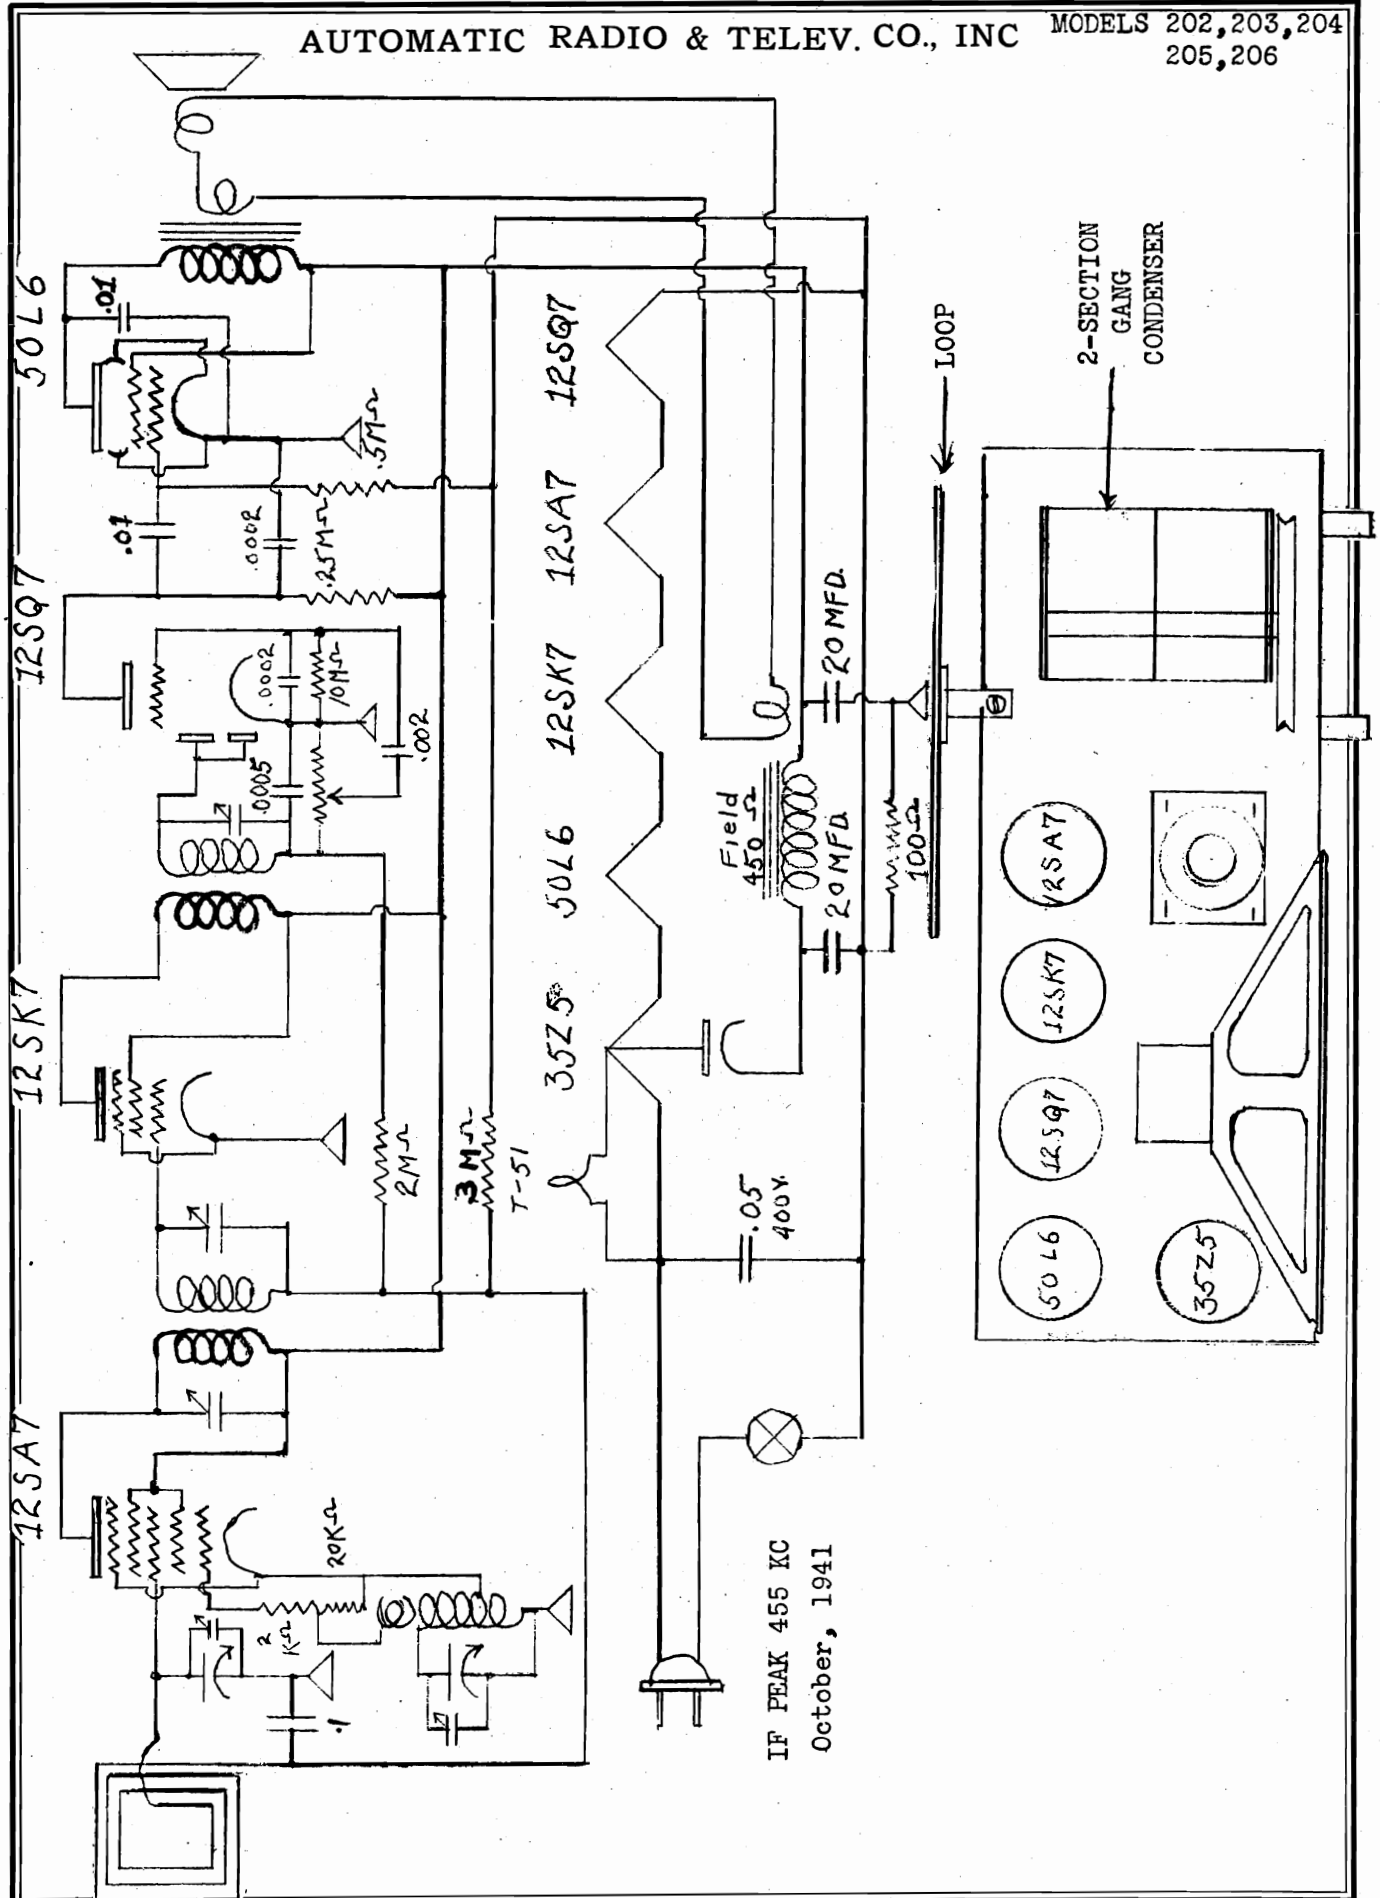 AUTOMATIC RADIO & TELEV. CO., INC
MODELS 202,203,204
205,206
12SA7
12SK7
12SQ7
50L6
.01
.01
.0002
.25MΩ
.5MΩ
.0002
10MΩ
.0005
.002
2MΩ
3MΩ
T-51
20KΩ
2
KΩ
.1
35Z5
50L6
12SK7
12SA7
12SQ7
Field
450 Ω
20MFD
20MFD.
100Ω
.05
400V.
LOOP
2-SECTION
GANG
CONDENSER
50L6
12SQ7
12SK7
12SA7
35Z5
IF PEAK 455 KC
October, 1941